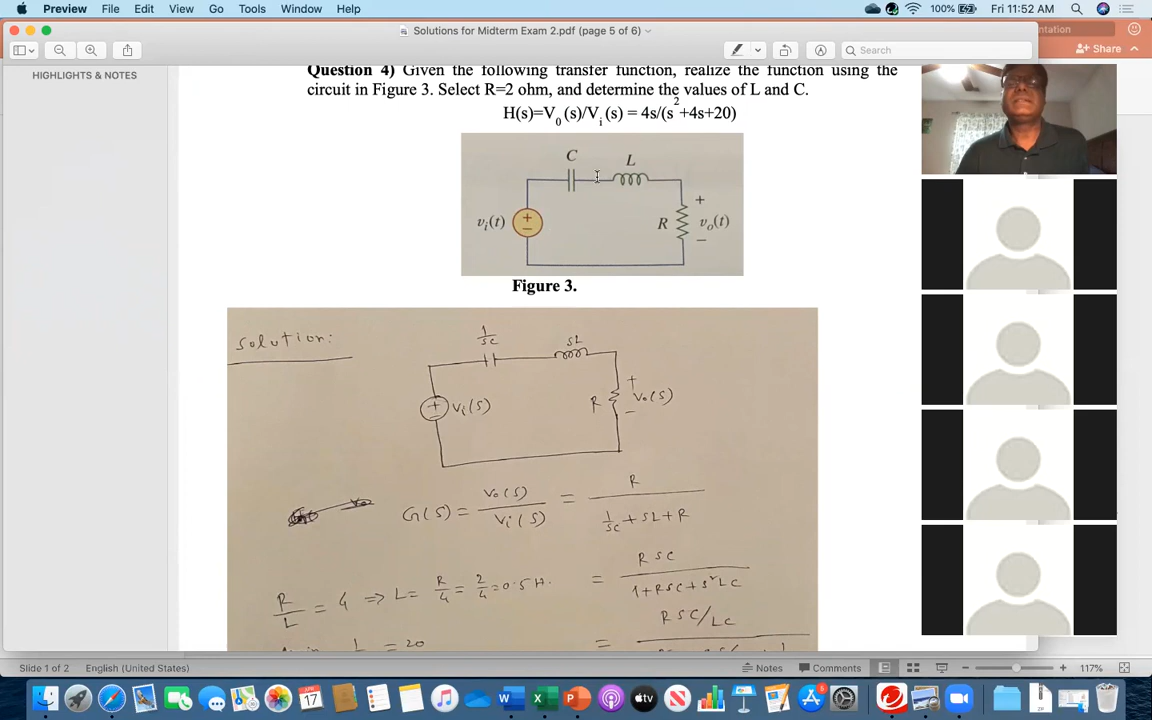 Preview File Edit View Go Tools Window Help
100% Fri 11:52 AM
Solutions for Midterm Exam 2.pdf (page 5 of 6)
Search
Share
HIGHLIGHTS & NOTES
Question 4) Given the following transfer function, realize the function using the
circuit in Figure 3. Select R=2 ohm, and determine the values of L and C.
H(s)=V0 (s)/Vi (s) = 4s/(s2+4s+20)
C L
+
vi(t) + − R vo(t)
−
Figure 3.
Solution:
1/sc sL
+
Vi(s) R Vo(s)
−
G(s) = Vo(s)/Vi(s) = R / (1/sc + sL + R)
R/L = 4 ⇒ L = R/4 = 2/4 = 0.5 H. = Rsc / (1+Rsc+s²Lc)
= 20 = Rsc/Lc
Slide 1 of 2 English (United States) Notes Comments 117%
APR
17